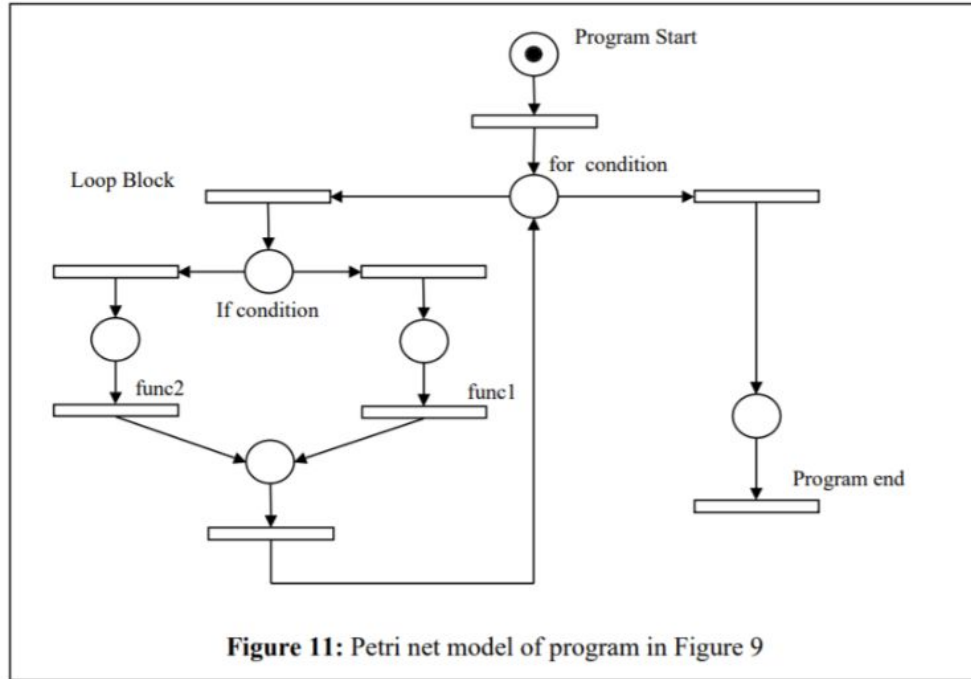 Program Start
for condition
Loop Block
If condition
func2
func1
Program end
Figure 11: Petri net model of program in Figure 9